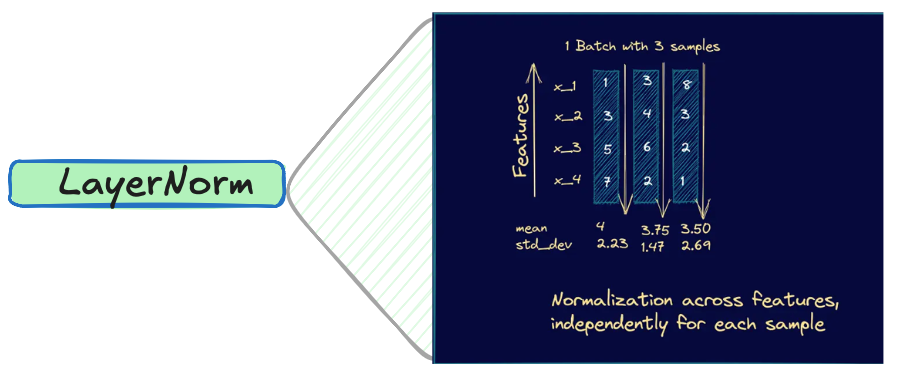 LayerNorm
1 Batch with 3 samples
Features
x_1 1 3 8
x_2 3 4 3
x_3 5 6 2
x_4 7 2 1
mean 4 3.75 3.50
std_dev 2.23 1.47 2.69
Normalization across features,
independently for each sample